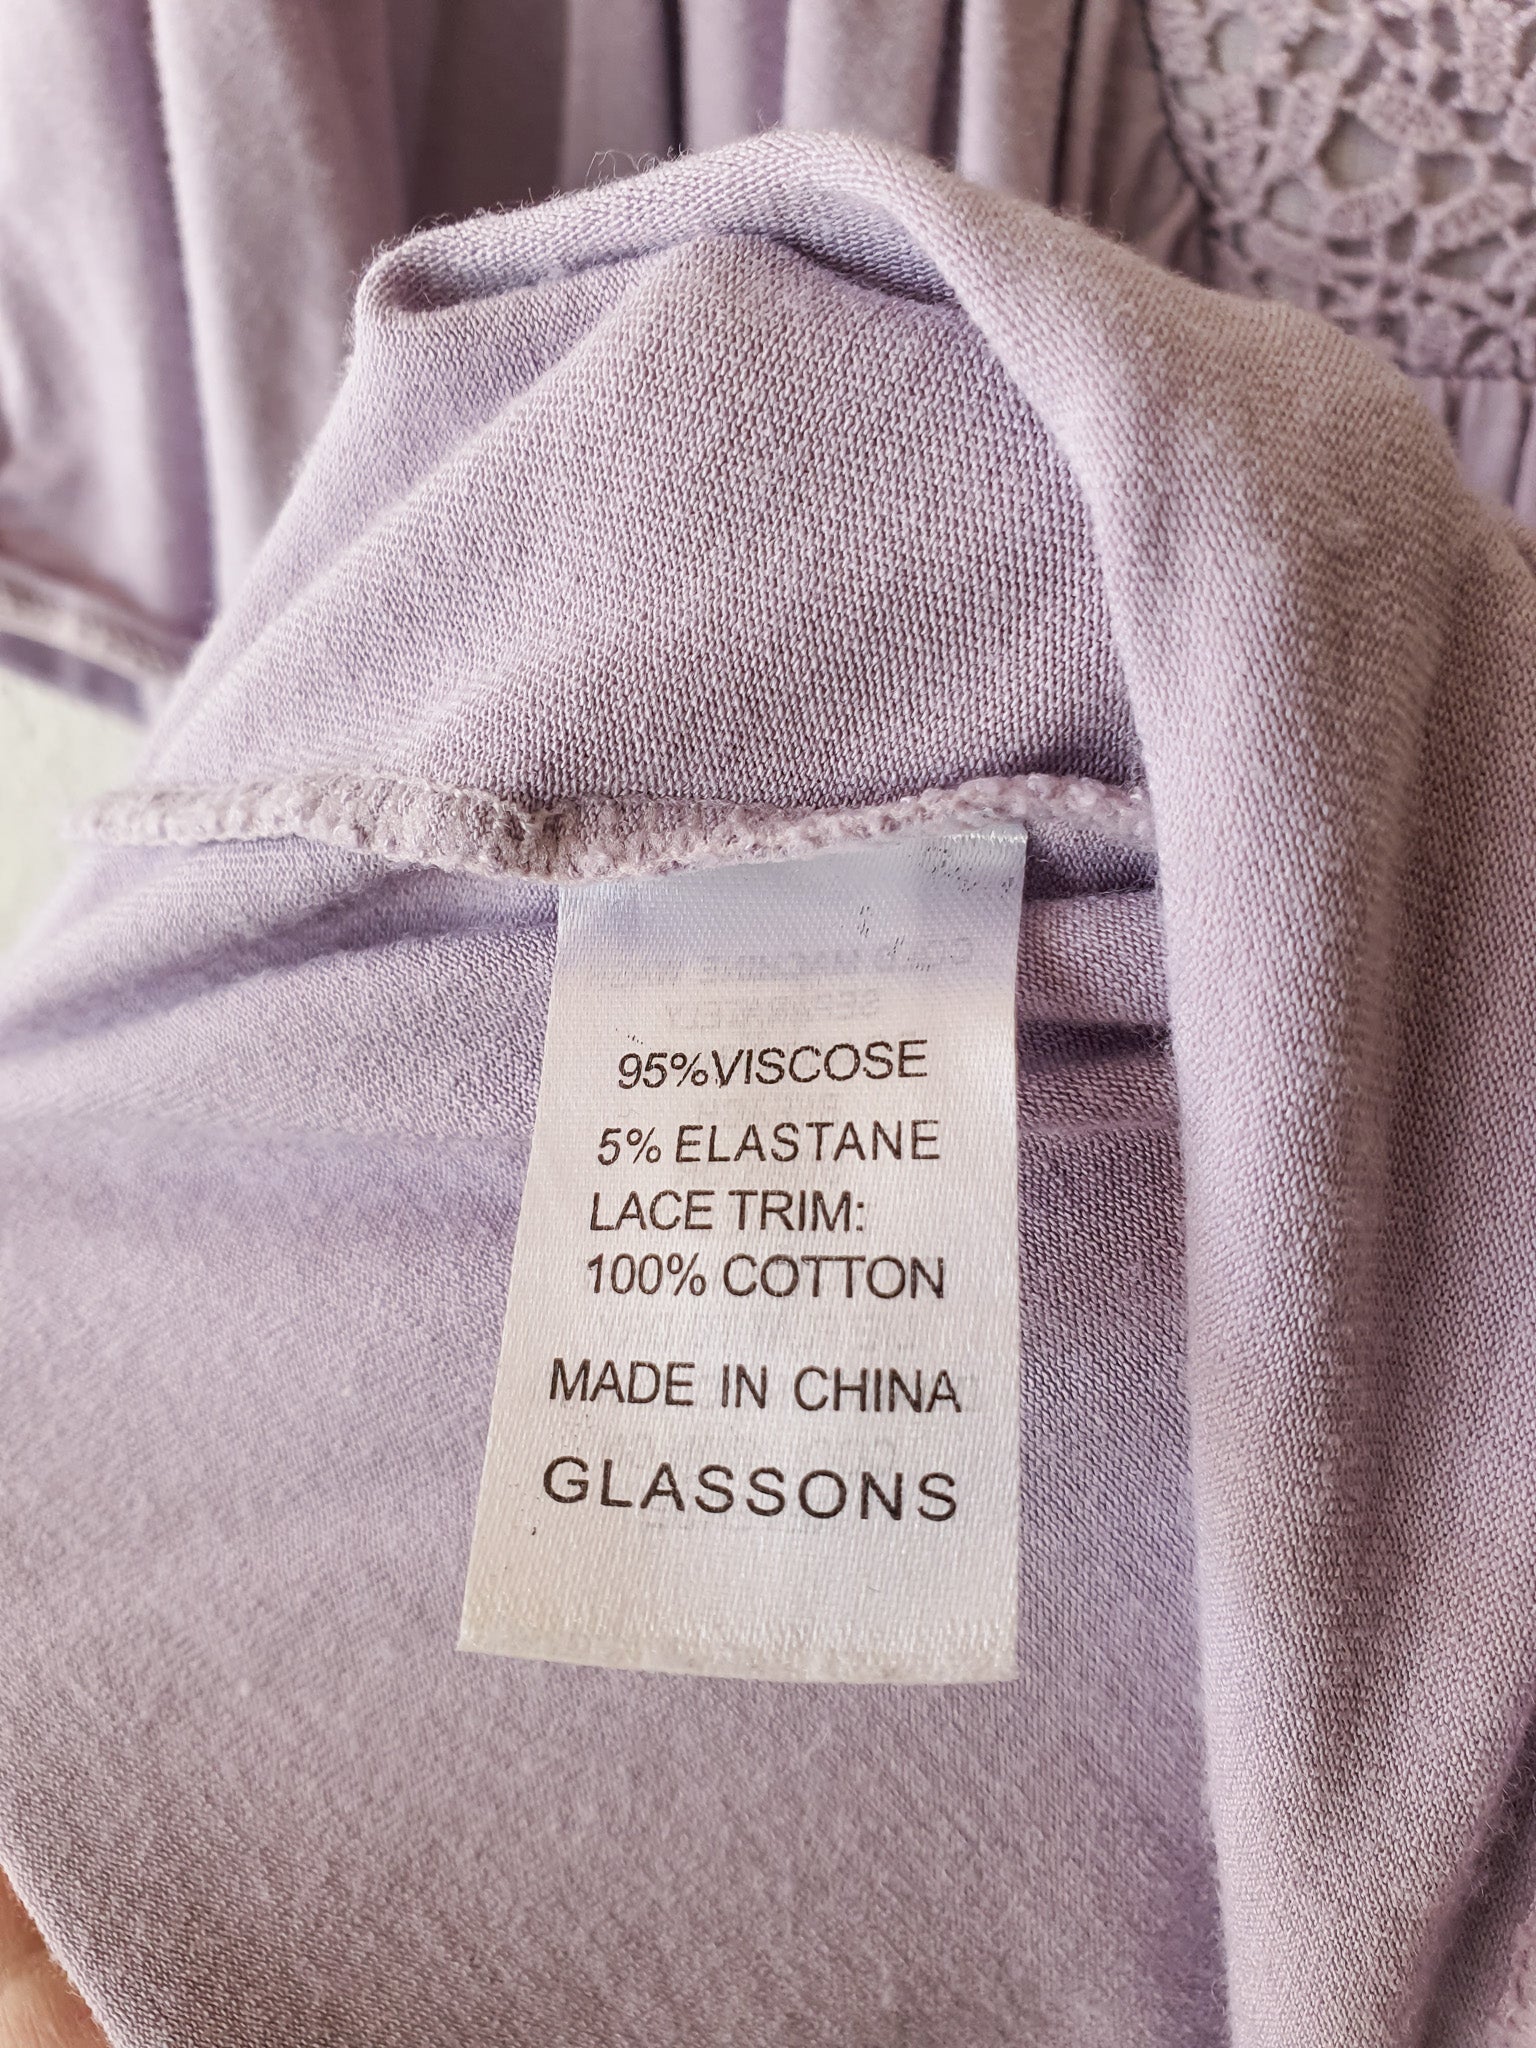 95%VISCOSE
5% ELASTANE
LACE TRIM:
100% COTTON
MADE IN CHINA
GLASSONS